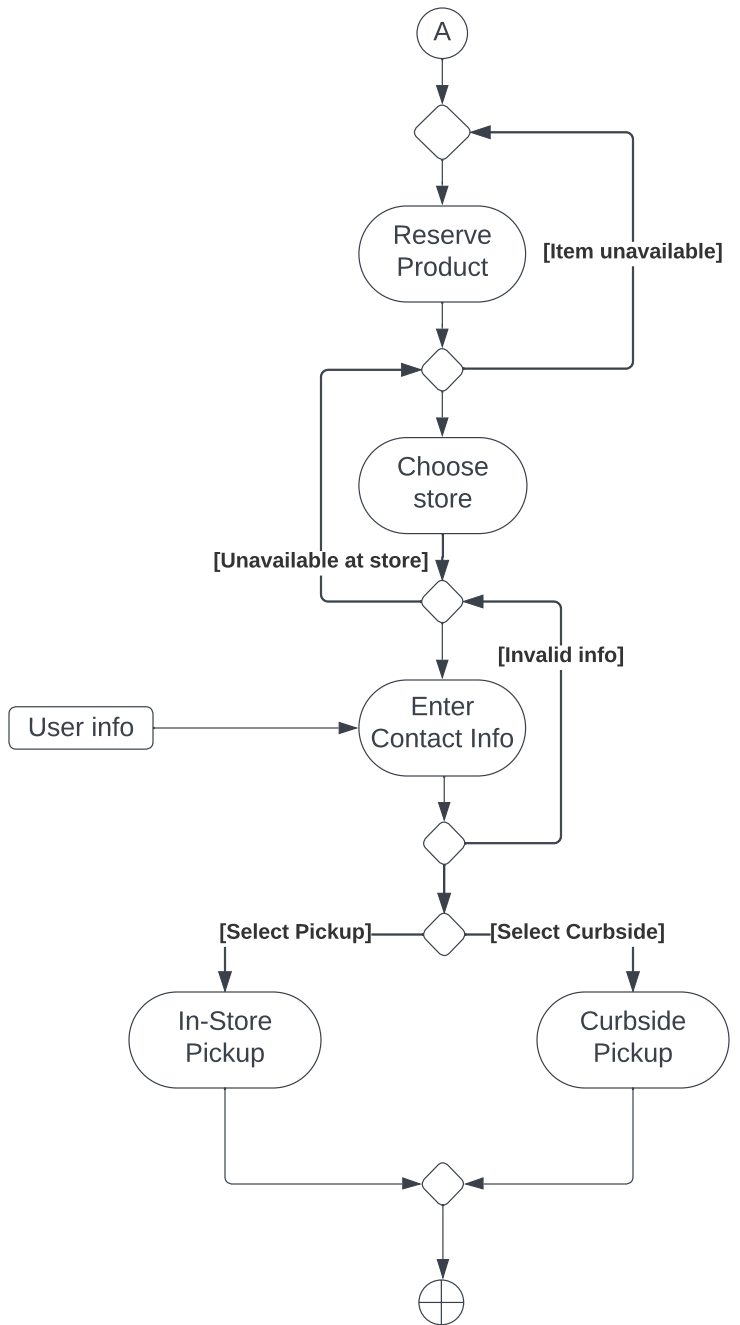 A
Reserve
Product
[Item unavailable]
Choose
store
[Unavailable at store]
[Invalid info]
User info
Enter
Contact Info
[Select Pickup]
[Select Curbside]
In-Store
Pickup
Curbside
Pickup